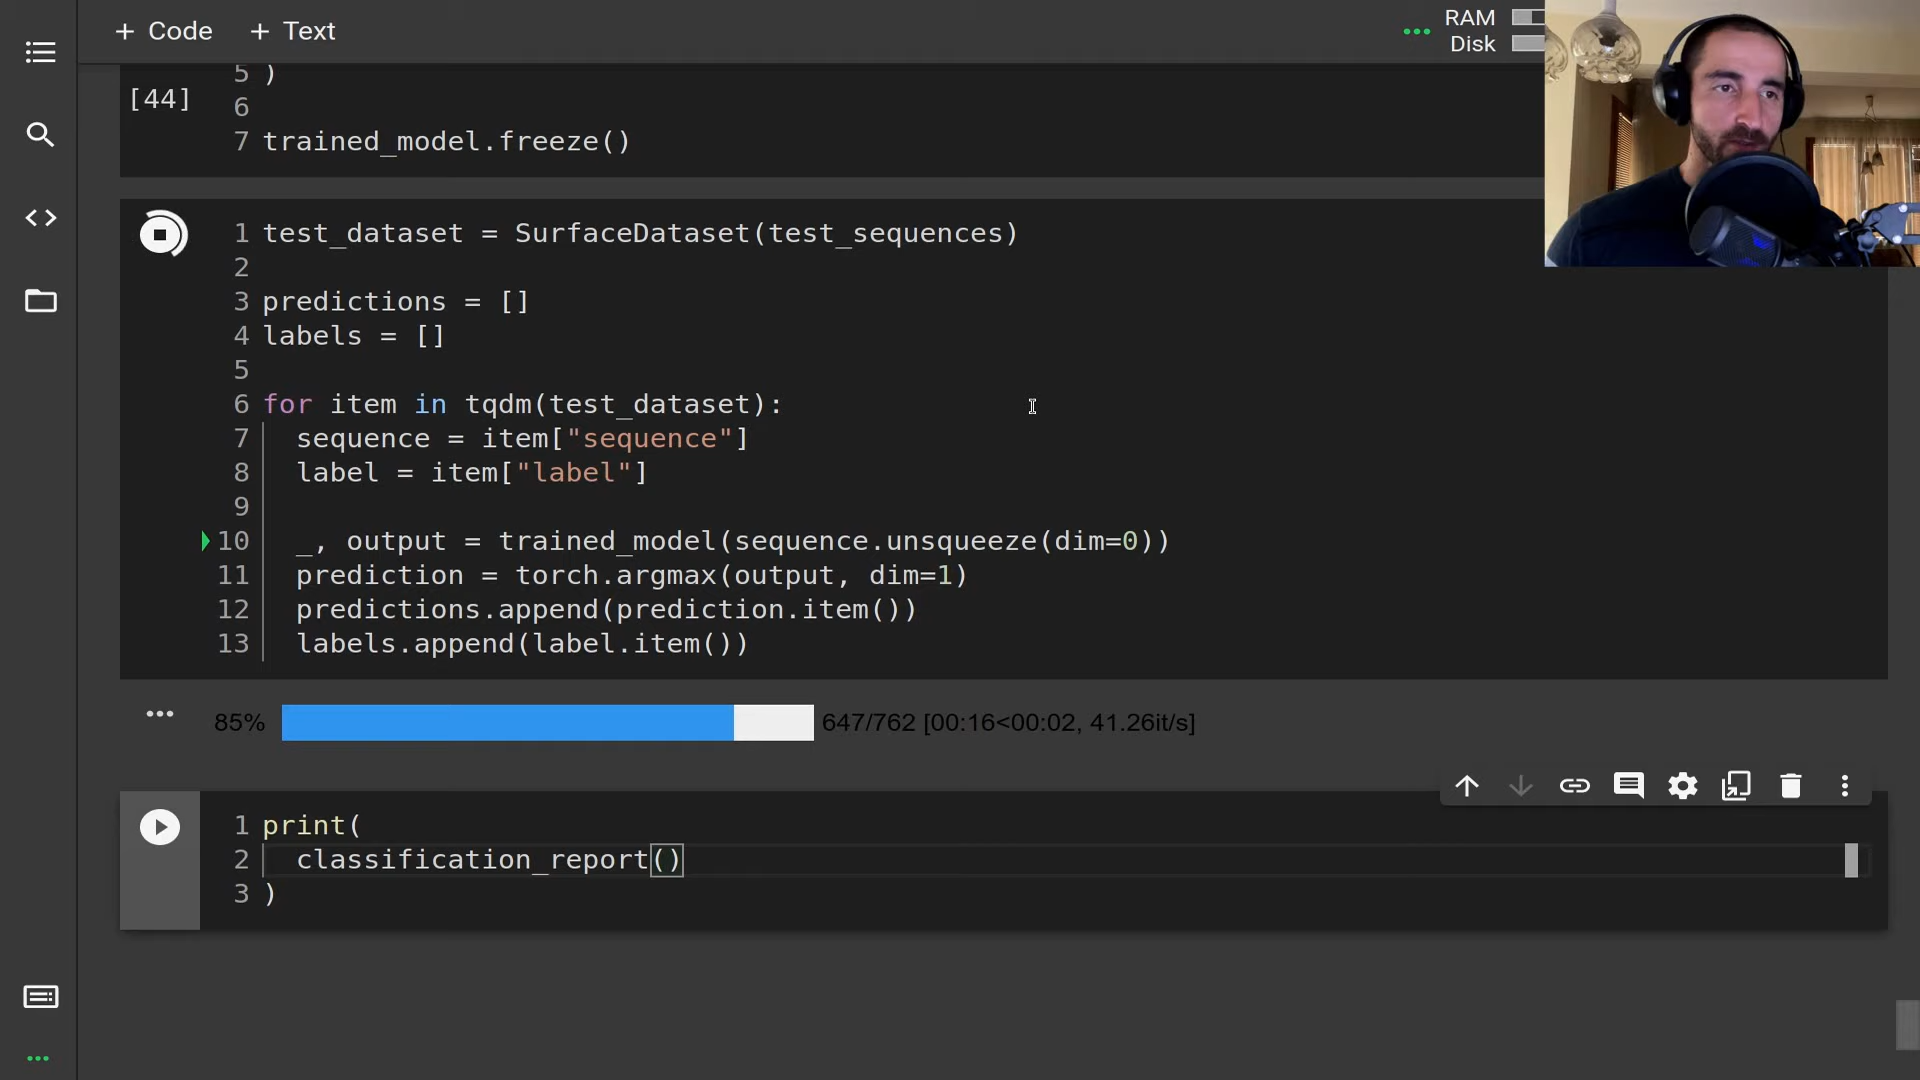 + Code + Text
RAM
Disk
[44]
5 )
6
7 trained_model.freeze()
1 test_dataset = SurfaceDataset(test_sequences)
2
3 predictions = []
4 labels = []
5
6 for item in tqdm(test_dataset):
7 sequence = item["sequence"]
8 label = item["label"]
9
10 _, output = trained_model(sequence.unsqueeze(dim=0))
11 prediction = torch.argmax(output, dim=1)
12 predictions.append(prediction.item())
13 labels.append(label.item())
85% 647/762 [00:16<00:02, 41.26it/s]
1 print(
2 classification_report()
3 )